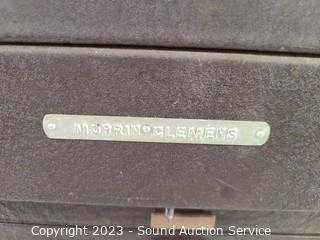 MORRIN° CLEMENS
Copyright 2023 - Sound Auction Service